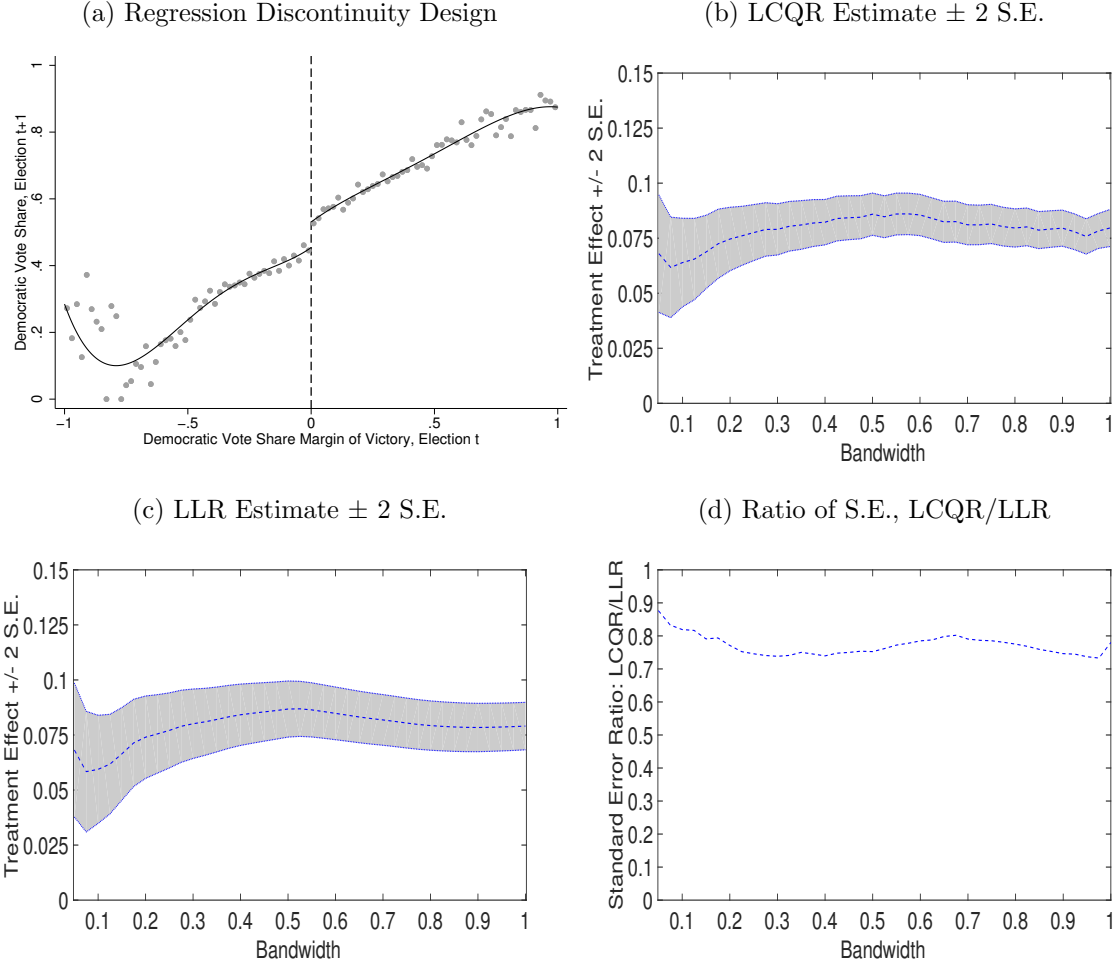 (a) Regression Discontinuity Design
Democratic Vote Share, Election t+1
1
.8
.6
.4
.2
0
−1
−.5
0
.5
1
Democratic Vote Share Margin of Victory, Election t
(b) LCQR Estimate ± 2 S.E.
Treatment Effect +/- 2 S.E.
0.15
0.125
0.1
0.075
0.05
0.025
0
0.1 0.2 0.3 0.4 0.5 0.6 0.7 0.8 0.9 1
Bandwidth
(c) LLR Estimate ± 2 S.E.
Treatment Effect +/- 2 S.E.
0.15
0.125
0.1
0.075
0.05
0.025
0
0.1 0.2 0.3 0.4 0.5 0.6 0.7 0.8 0.9 1
Bandwidth
(d) Ratio of S.E., LCQR/LLR
Standard Error Ratio: LCQR/LLR
1
0.9
0.8
0.7
0.6
0.5
0.4
0.3
0.2
0.1
0
0.1 0.2 0.3 0.4 0.5 0.6 0.7 0.8 0.9 1
Bandwidth